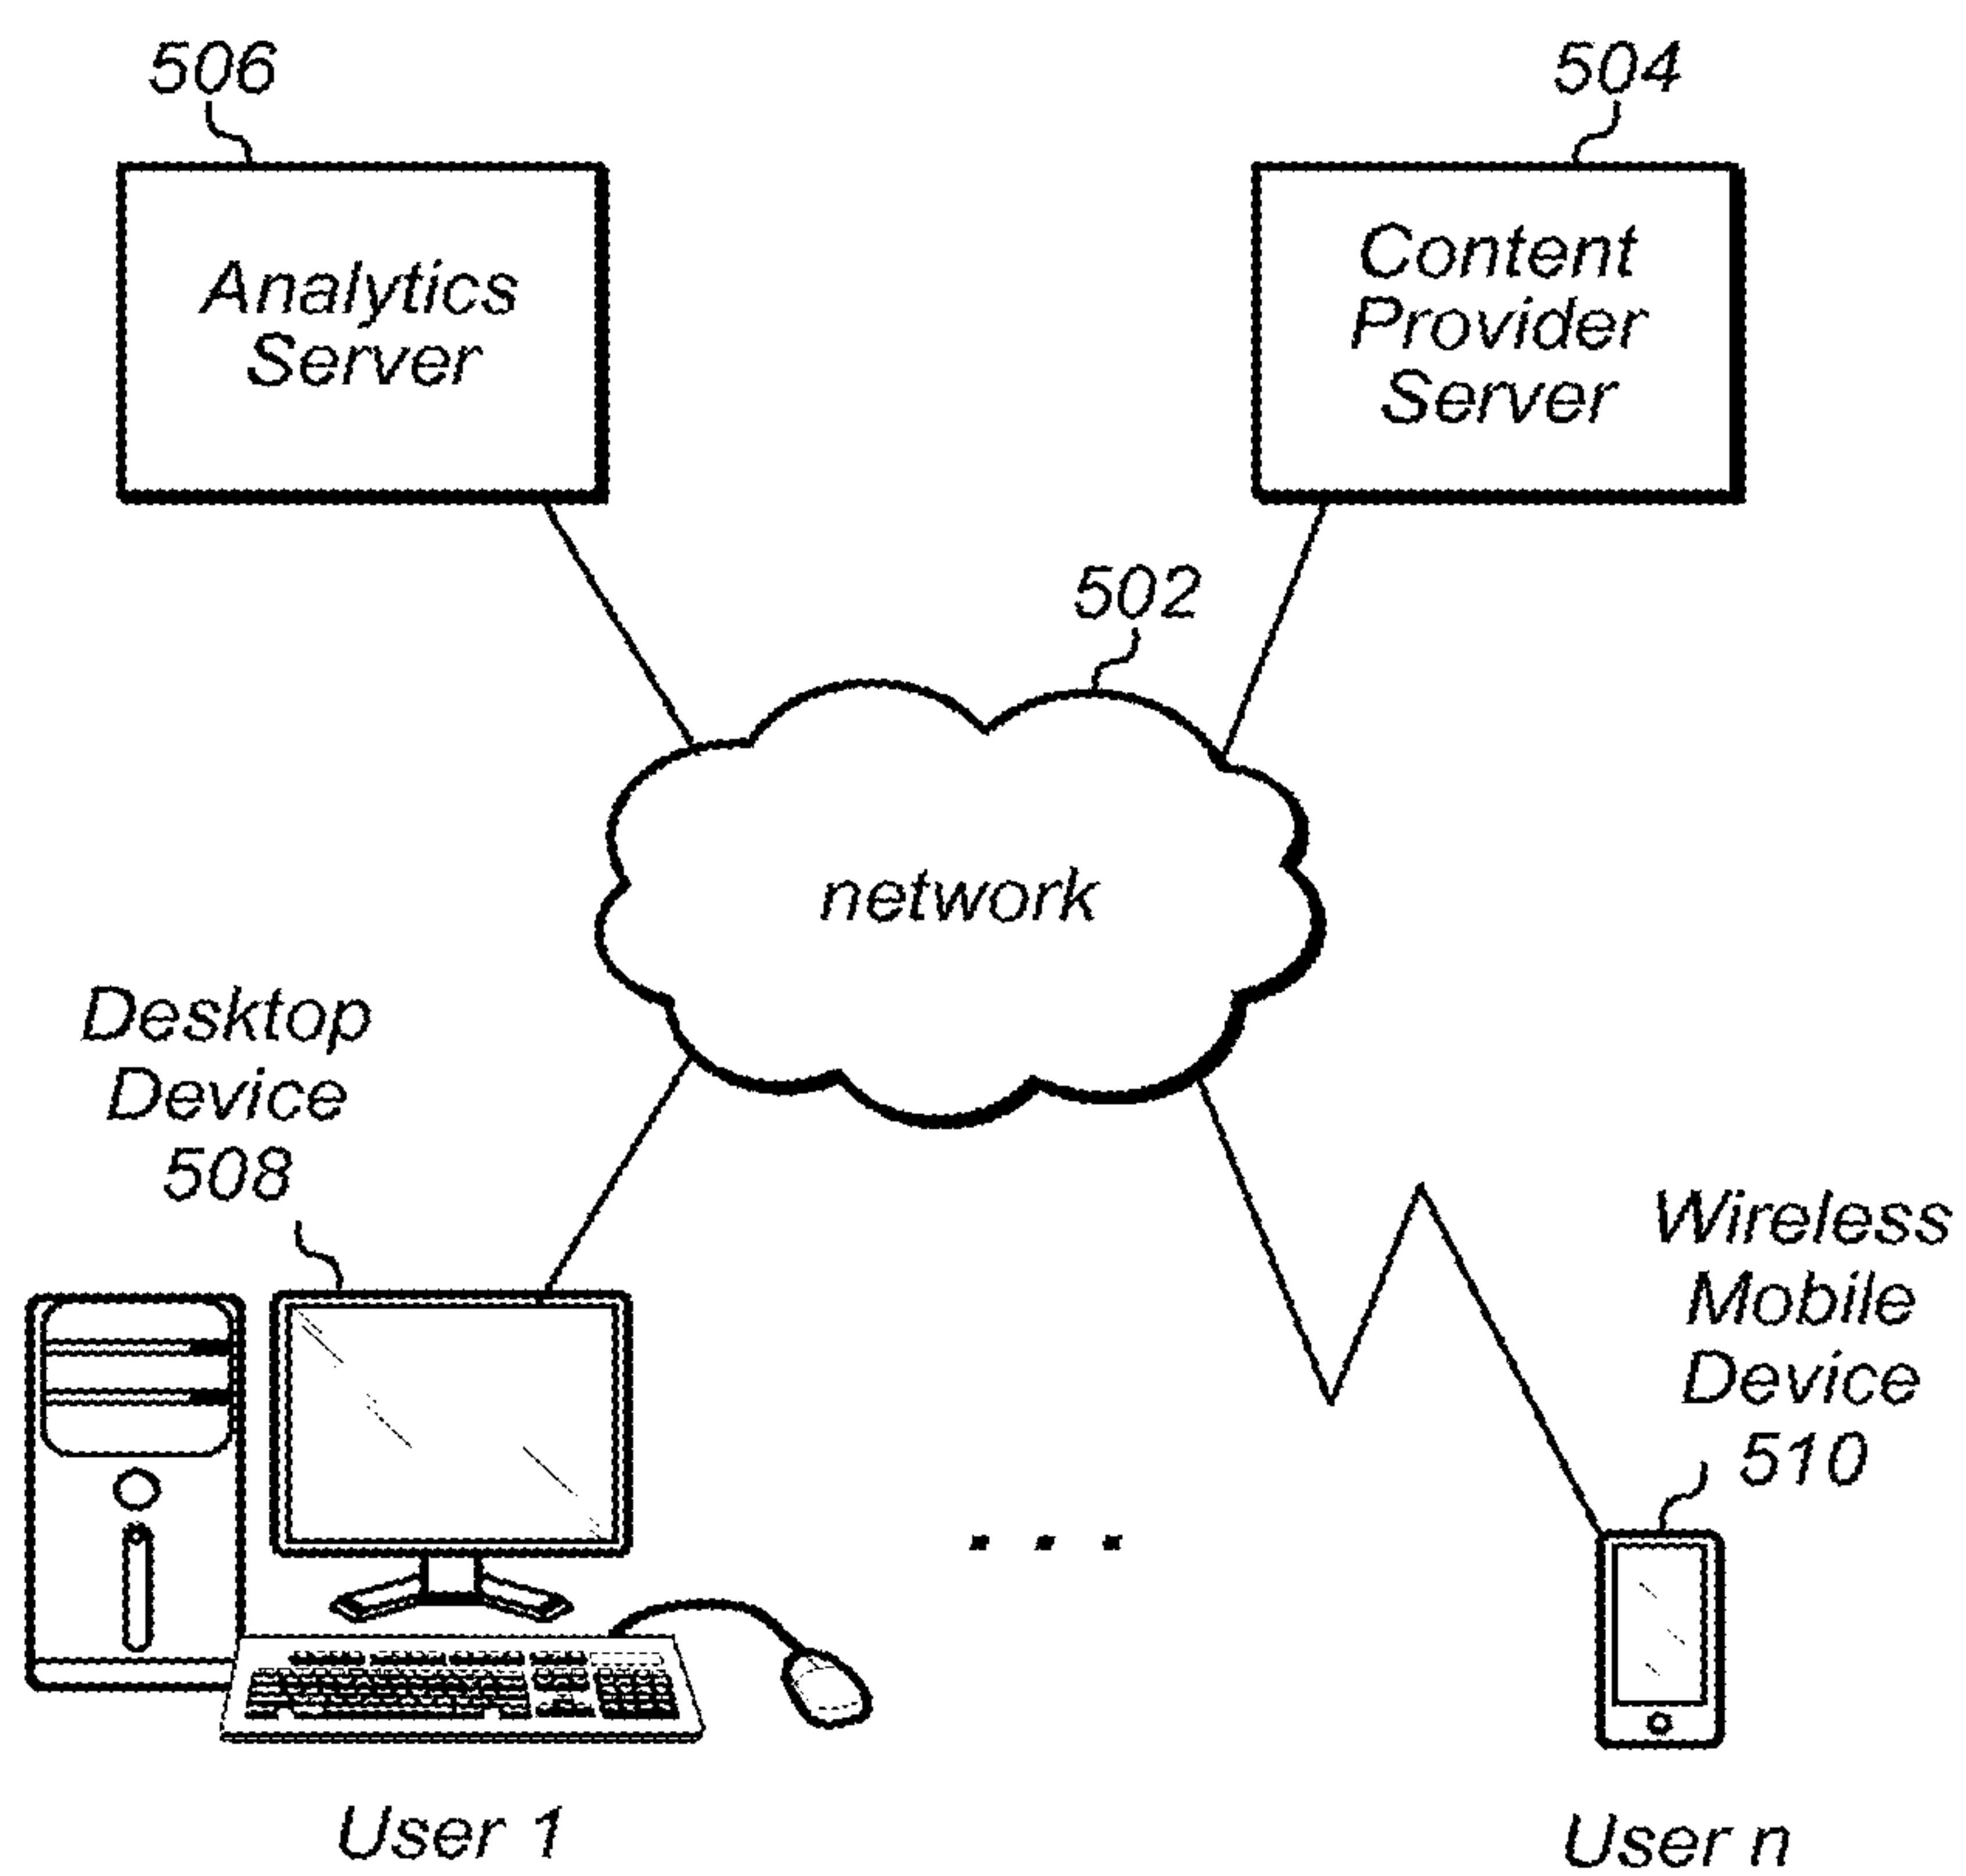 506
504
Analytics
Server
Content
Provider
Server
502
network
Desktop
Device
508
Wireless
Mobile
Device
510
. . .
User 1
User n